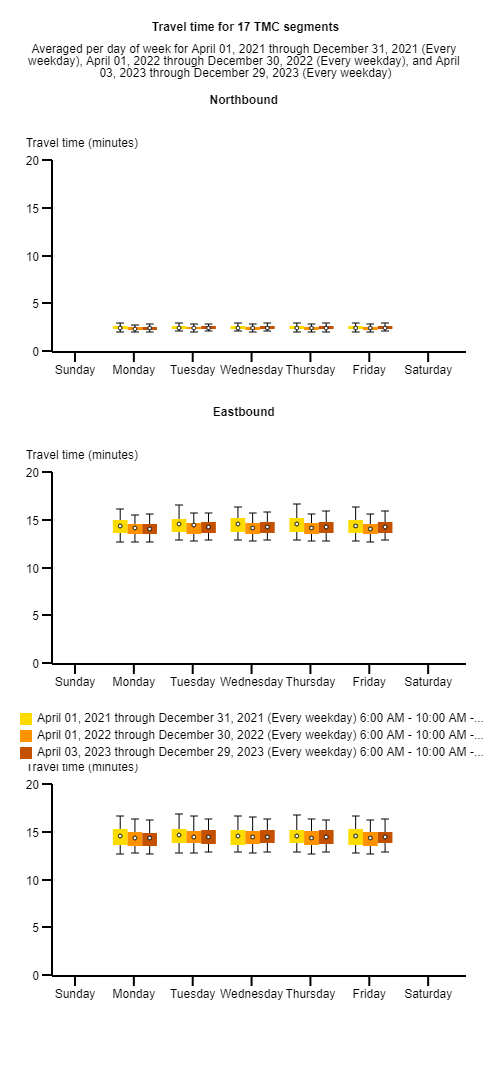 Travel time for 17 TMC segments
Averaged per day of week for April 01, 2021 through December 31, 2021 (Every
weekday), April 01, 2022 through December 30, 2022 (Every weekday), and April
03, 2023 through December 29, 2023 (Every weekday)
Northbound
Travel time (minutes)
20
15
10
5
0
Sunday Monday Tuesday Wednesday Thursday Friday Saturday
Eastbound
Travel time (minutes)
20
15
10
5
0
Sunday Monday Tuesday Wednesday Thursday Friday Saturday
April 01, 2021 through December 31, 2021 (Every weekday) 6:00 AM - 10:00 AM -...
April 01, 2022 through December 30, 2022 (Every weekday) 6:00 AM - 10:00 AM -...
April 03, 2023 through December 29, 2023 (Every weekday) 6:00 AM - 10:00 AM -...
Travel time (minutes)
20
15
10
5
0
Sunday Monday Tuesday Wednesday Thursday Friday Saturday